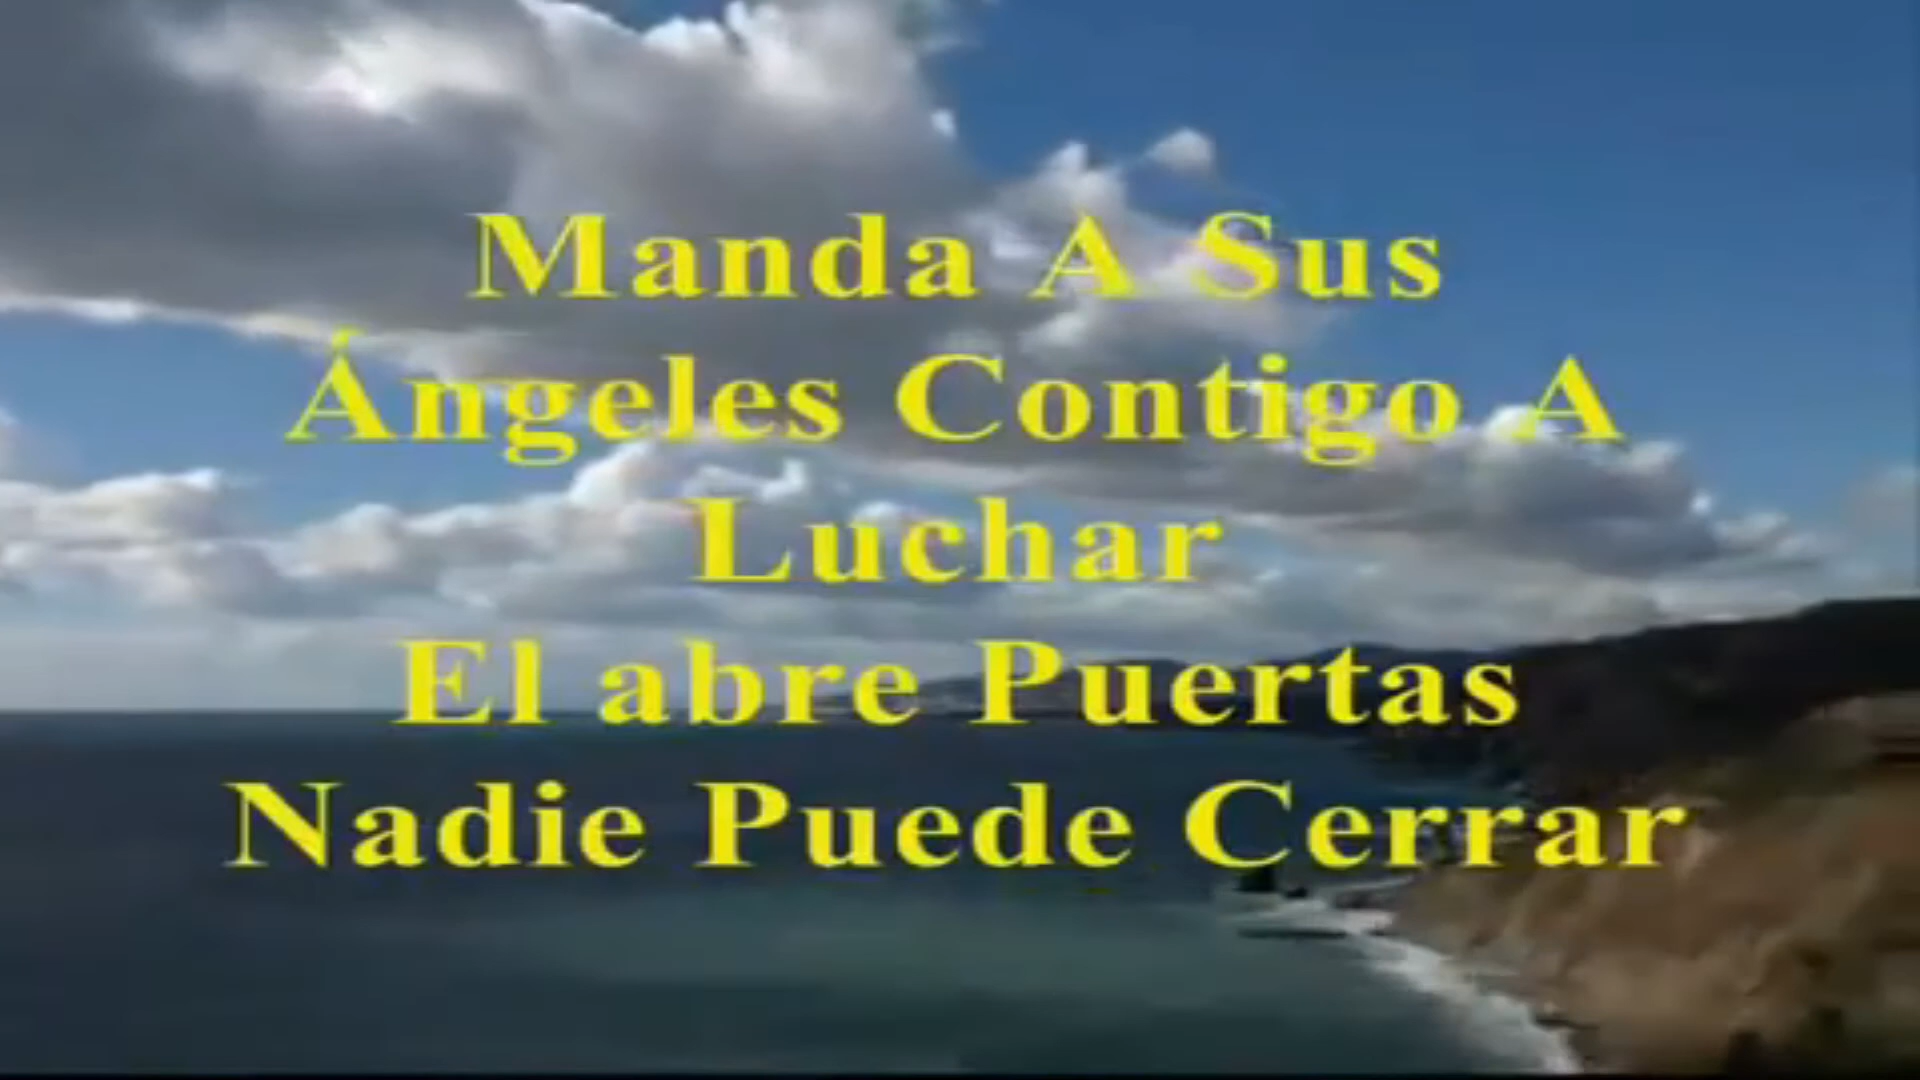 Manda A Sus
Ángeles Contigo A
Luchar
El abre Puertas
Nadie Puede Cerrar